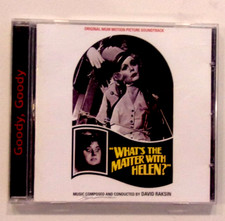 Goody, Goody
ORIGINAL MGM MOTION PICTURE SOUNDTRACK
"WHAT'S THE
MATTER WITH
HELEN?"
MUSIC COMPOSED AND CONDUCTED BY DAVID RAKSIN